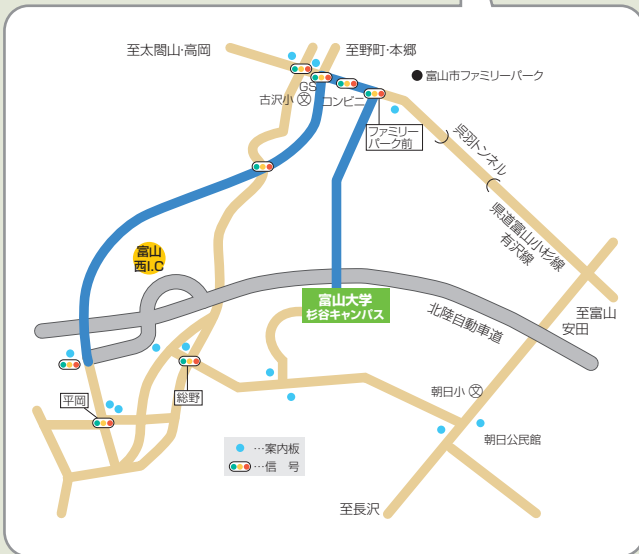 至太閤山・高岡
至野町・本郷
富山市ファミリーパーク
GS
古沢小文
コンビニ
ファミリー
パーク前
呉羽トンネル
県道富山小杉線
有沢線
富山
西I.C
富山大学
杉谷キャンパス
北陸自動車道
至富山
安田
平岡
総野
朝日小文
朝日公民館
…案内板
…信 号
至長沢